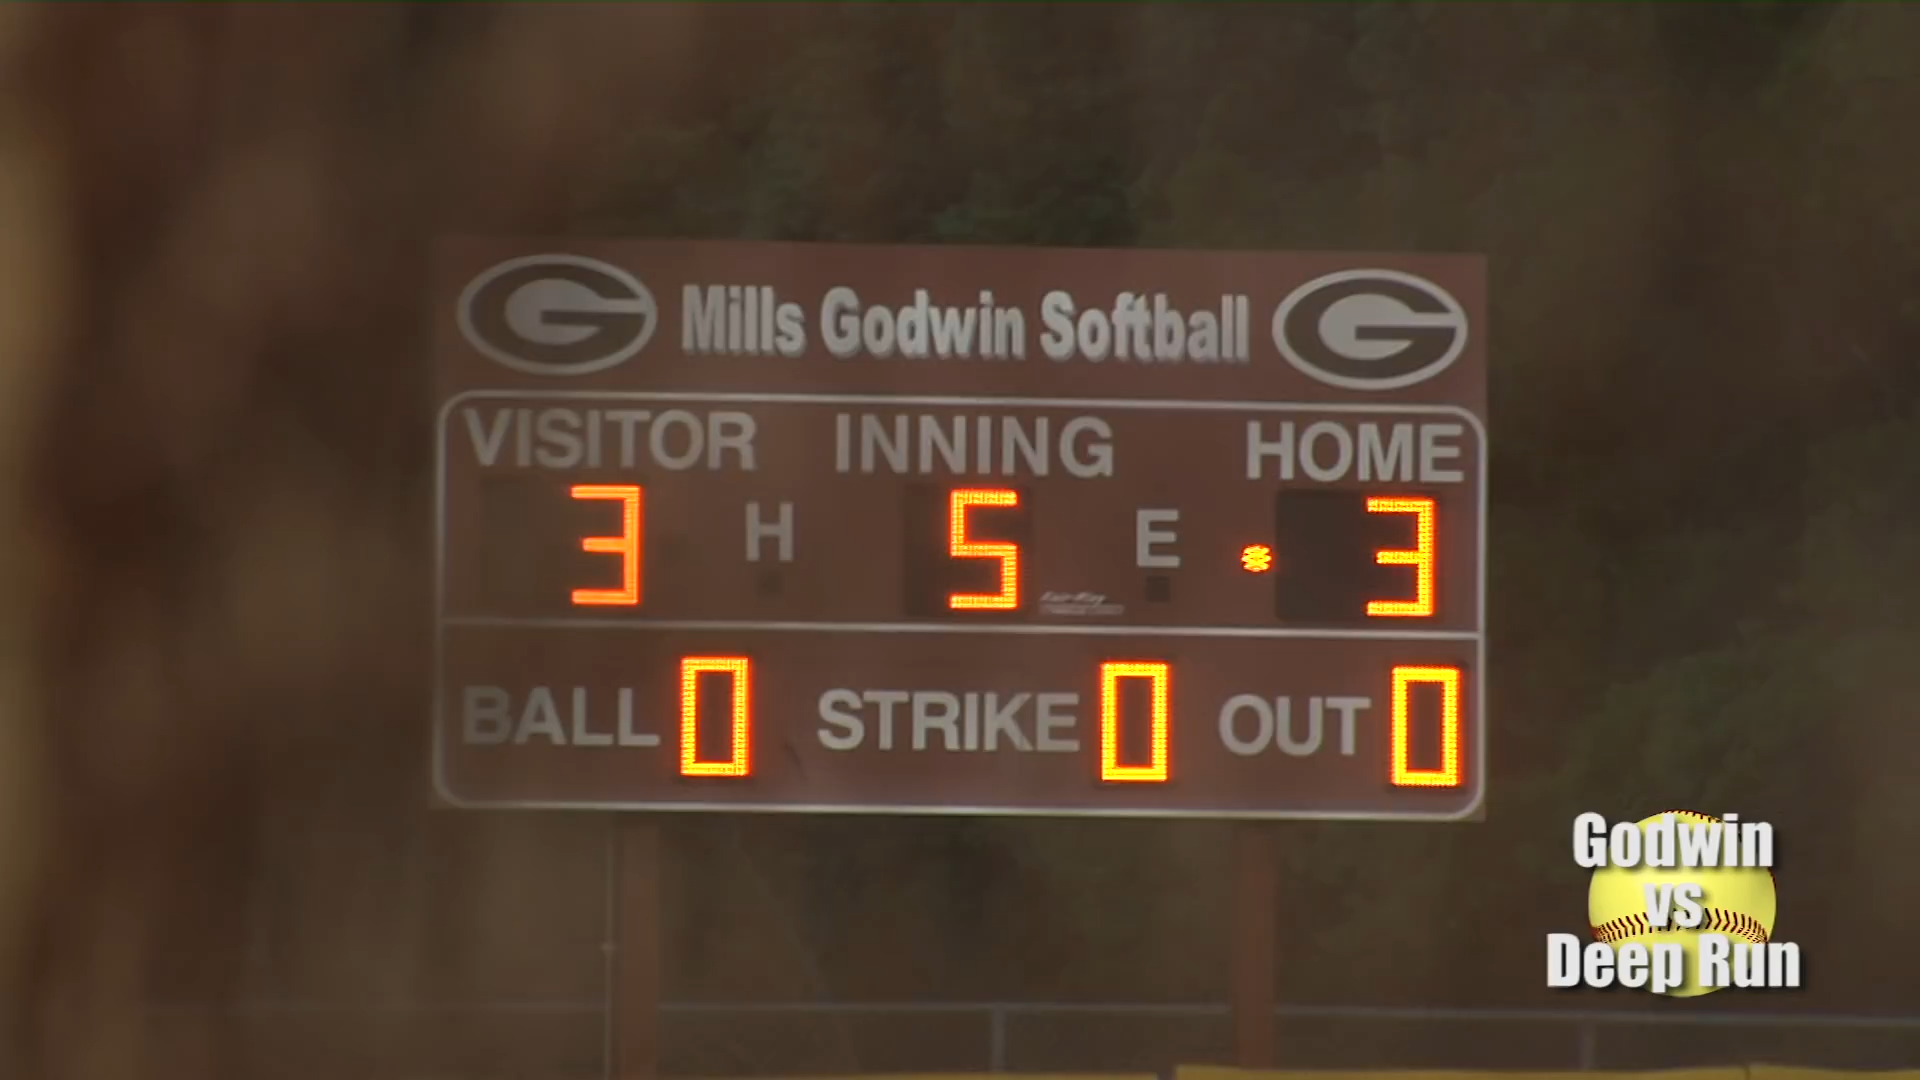 G Mills Godwin Softball G
VISITOR INNING HOME
3 H 5 E 3
BALL 0 STRIKE 0 OUT 0
Godwin
vs
Deep Run